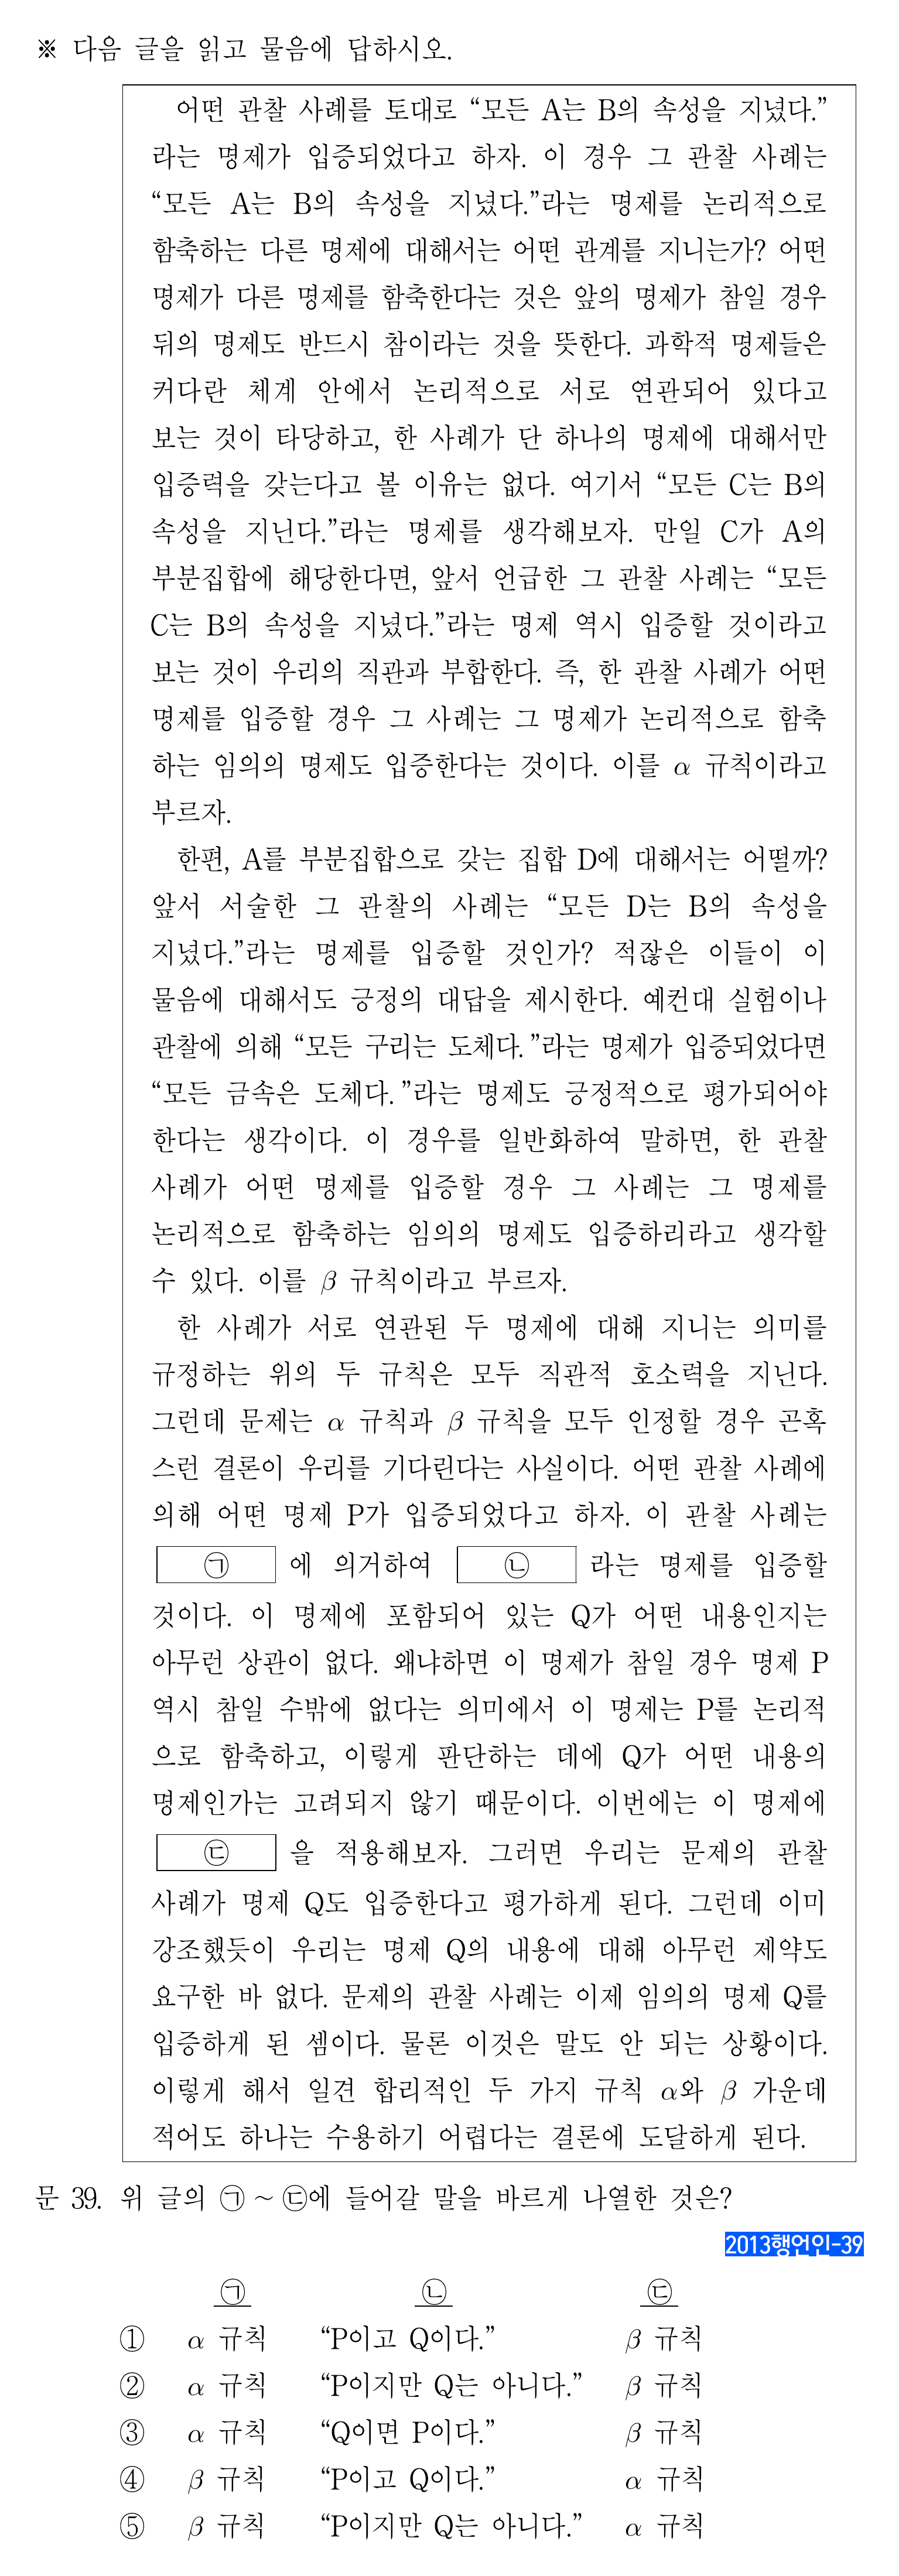 ※ 다음 글을 읽고 물음에 답하시오.
어떤 관찰 사례를 토대로 “모든 A는 B의 속성을 지녔다.”
라는 명제가 입증되었다고 하자. 이 경우 그 관찰 사례는
“모든 A는 B의 속성을 지녔다.”라는 명제를 논리적으로
함축하는 다른 명제에 대해서는 어떤 관계를 지니는가? 어떤
명제가 다른 명제를 함축한다는 것은 앞의 명제가 참일 경우
뒤의 명제도 반드시 참이라는 것을 뜻한다. 과학적 명제들은
커다란 체계 안에서 논리적으로 서로 연관되어 있다고
보는 것이 타당하고, 한 사례가 단 하나의 명제에 대해서만
입증력을 갖는다고 볼 이유는 없다. 여기서 “모든 C는 B의
속성을 지닌다.”라는 명제를 생각해보자. 만일 C가 A의
부분집합에 해당한다면, 앞서 언급한 그 관찰 사례는 “모든
C는 B의 속성을 지녔다.”라는 명제 역시 입증할 것이라고
보는 것이 우리의 직관과 부합한다. 즉, 한 관찰 사례가 어떤
명제를 입증할 경우 그 사례는 그 명제가 논리적으로 함축
하는 임의의 명제도 입증한다는 것이다. 이를 α 규칙이라고
부르자.
한편, A를 부분집합으로 갖는 집합 D에 대해서는 어떨까?
앞서 서술한 그 관찰의 사례는 “모든 D는 B의 속성을
지녔다.”라는 명제를 입증할 것인가? 적잖은 이들이 이
물음에 대해서도 긍정의 대답을 제시한다. 예컨대 실험이나
관찰에 의해 “모든 구리는 도체다.”라는 명제가 입증되었다면
“모든 금속은 도체다.”라는 명제도 긍정적으로 평가되어야
한다는 생각이다. 이 경우를 일반화하여 말하면, 한 관찰
사례가 어떤 명제를 입증할 경우 그 사례는 그 명제를
논리적으로 함축하는 임의의 명제도 입증하리라고 생각할
수 있다. 이를 β 규칙이라고 부르자.
한 사례가 서로 연관된 두 명제에 대해 지니는 의미를
규정하는 위의 두 규칙은 모두 직관적 호소력을 지닌다.
그런데 문제는 α 규칙과 β 규칙을 모두 인정할 경우 곤혹
스런 결론이 우리를 기다린다는 사실이다. 어떤 관찰 사례에
의해 어떤 명제 P가 입증되었다고 하자. 이 관찰 사례는
㉠ 에 의거하여 ㉡ 라는 명제를 입증할
것이다. 이 명제에 포함되어 있는 Q가 어떤 내용인지는
아무런 상관이 없다. 왜냐하면 이 명제가 참일 경우 명제 P
역시 참일 수밖에 없다는 의미에서 이 명제는 P를 논리적
으로 함축하고, 이렇게 판단하는 데에 Q가 어떤 내용의
명제인가는 고려되지 않기 때문이다. 이번에는 이 명제에
㉢ 을 적용해보자. 그러면 우리는 문제의 관찰
사례가 명제 Q도 입증한다고 평가하게 된다. 그런데 이미
강조했듯이 우리는 명제 Q의 내용에 대해 아무런 제약도
요구한 바 없다. 문제의 관찰 사례는 이제 임의의 명제 Q를
입증하게 된 셈이다. 물론 이것은 말도 안 되는 상황이다.
이렇게 해서 일견 합리적인 두 가지 규칙 α와 β 가운데
적어도 하나는 수용하기 어렵다는 결론에 도달하게 된다.
문 39. 위 글의 ㉠~㉢에 들어갈 말을 바르게 나열한 것은?
2013행언인-39
㉠ ㉡ ㉢
① α 규칙 “P이고 Q이다.” β 규칙
② α 규칙 “P이지만 Q는 아니다.” β 규칙
③ α 규칙 “Q이면 P이다.” β 규칙
④ β 규칙 “P이고 Q이다.” α 규칙
⑤ β 규칙 “P이지만 Q는 아니다.” α 규칙